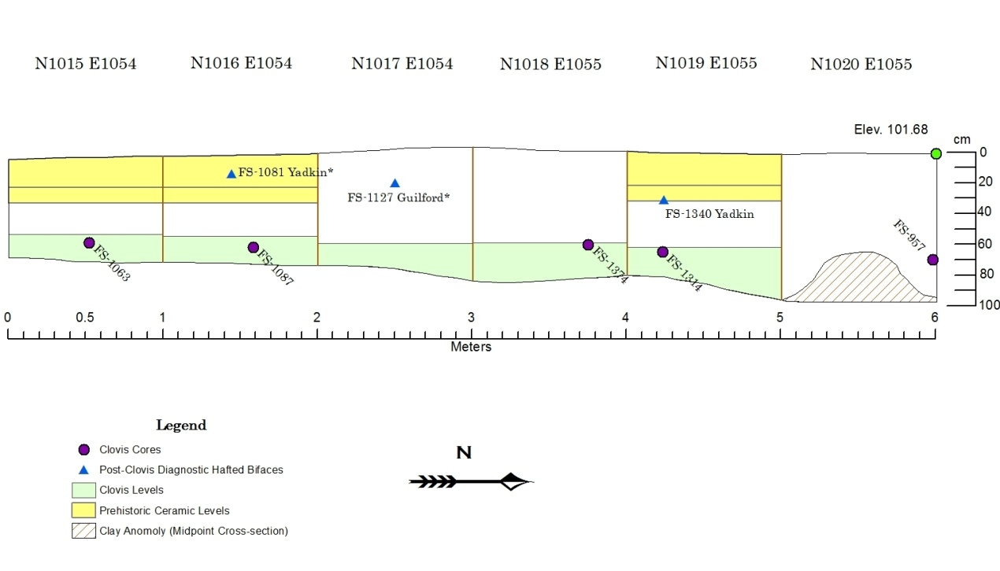 N1015 E1054 N1016 E1054 N1017 E1054 N1018 E1055 N1019 E1055 N1020 E1055
Elev. 101.68
cm
0
FS-1081 Yadkin*
20
FS-1127 Guilford*
40
FS-1340 Yadkin
FS-957
60
FS-1063
FS-1087
FS-1374
FS-1314
80
100
0 0.5 1 2 3 4 5 6
Meters
Legend
Clovis Cores
Post-Clovis Diagnostic Hafted Bifaces
Clovis Levels
Prehistoric Ceramic Levels
Clay Anomoly (Midpoint Cross-section)
N